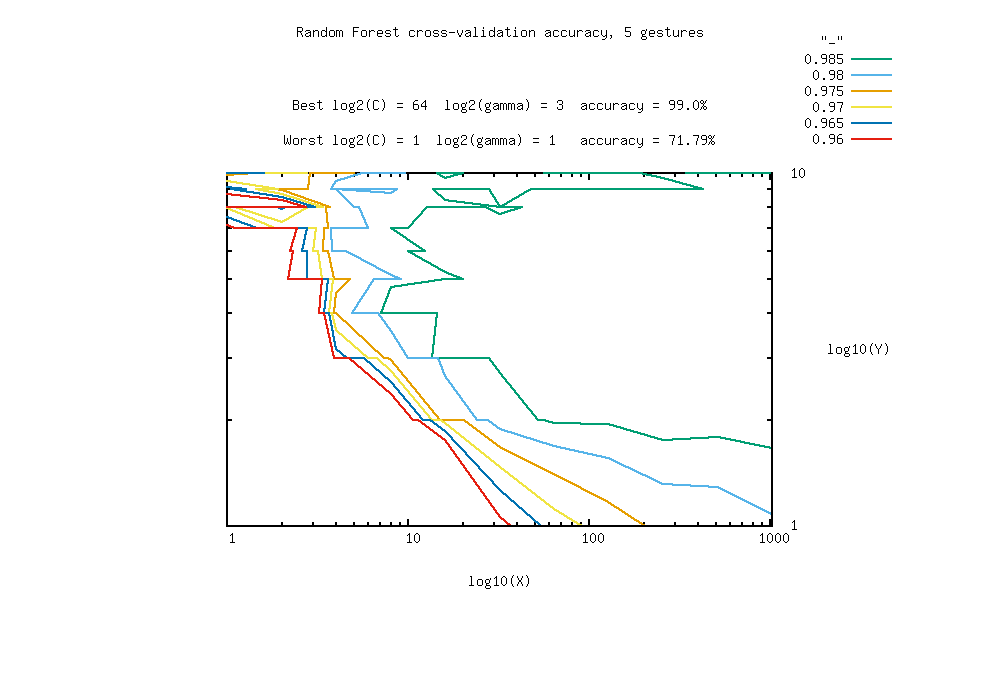 Random Forest cross-validation accuracy, 5 gestures
"_"
0.985
0.98
0.975
0.97
0.965
0.96
Best log2(C) = 64  log2(gamma) = 3  accuracy = 99.0%
Worst log2(C) = 1  log2(gamma) = 1   accuracy = 71.79%
10
log10(Y)
1
1 10 100 1000
log10(X)